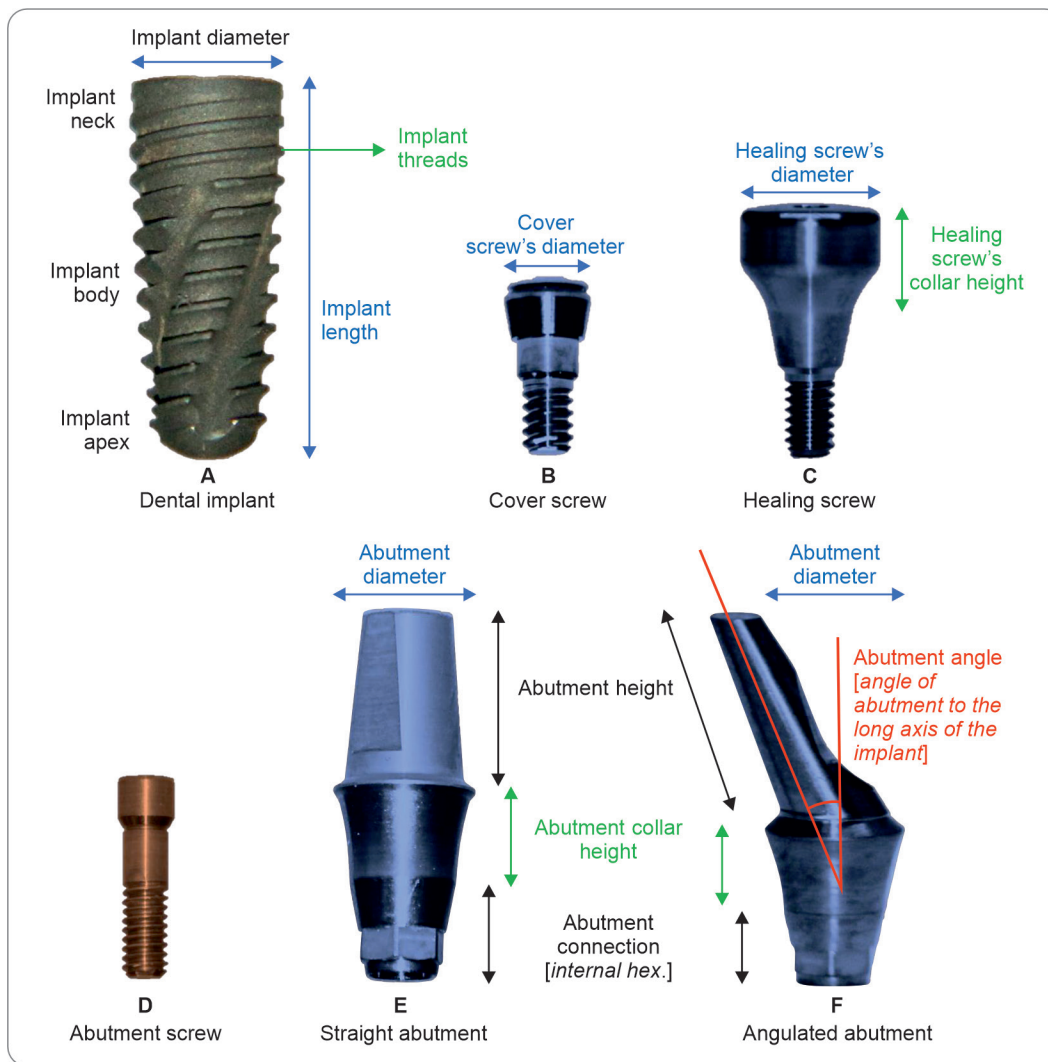 Implant diameter
Implant
neck
Implant
threads
Implant
body
Implant
length
Implant
apex
A
Dental implant
Cover
screw's diameter
B
Cover screw
Healing screw's
diameter
Healing
screw's
collar height
C
Healing screw
D
Abutment screw
Abutment
diameter
Abutment height
Abutment collar
height
Abutment
connection
[internal hex.]
E
Straight abutment
Abutment
diameter
Abutment angle
[angle of
abutment to the
long axis of the
implant]
F
Angulated abutment